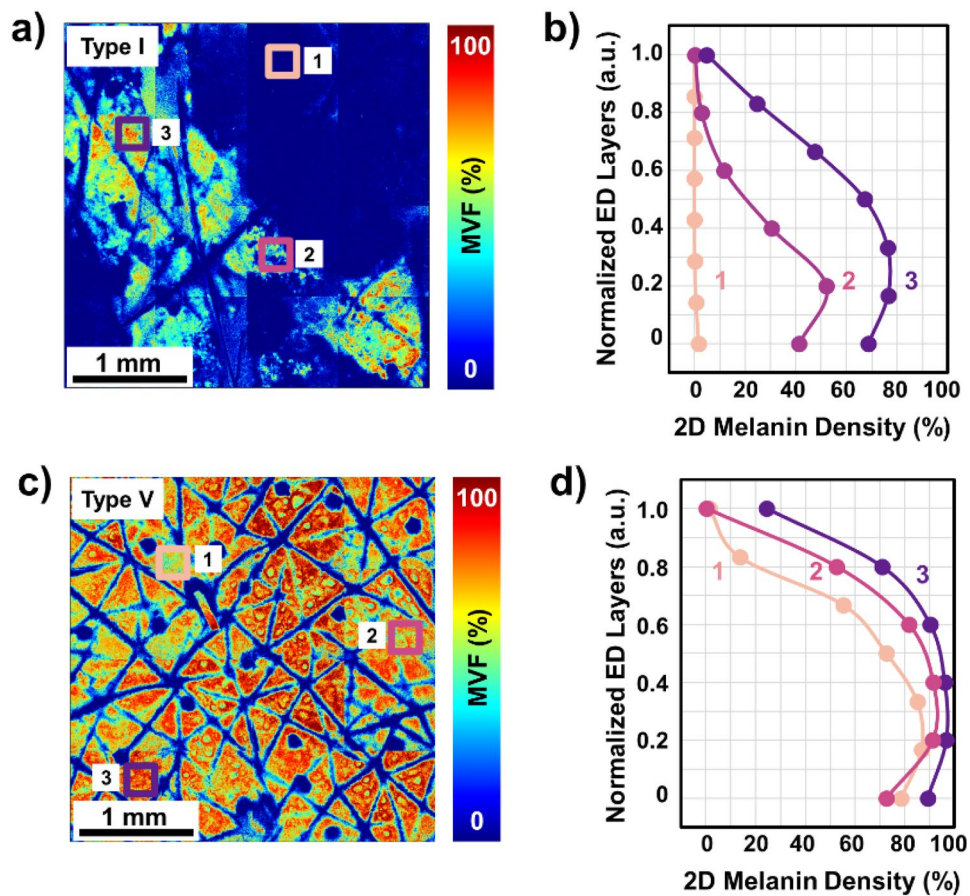 a)
Type I
1
3
2
1 mm
100
MVF (%)
0
b)
Normalized ED Layers (a.u.)
1.0
0.8
0.6
0.4
0.2
0
1
2
3
0 20 40 60 80 100
2D Melanin Density (%)
c)
Type V
1
2
3
1 mm
100
MVF (%)
0
d)
Normalized ED Layers (a.u.)
1.0
0.8
0.6
0.4
0.2
0
1
2
3
0 20 40 60 80 100
2D Melanin Density (%)